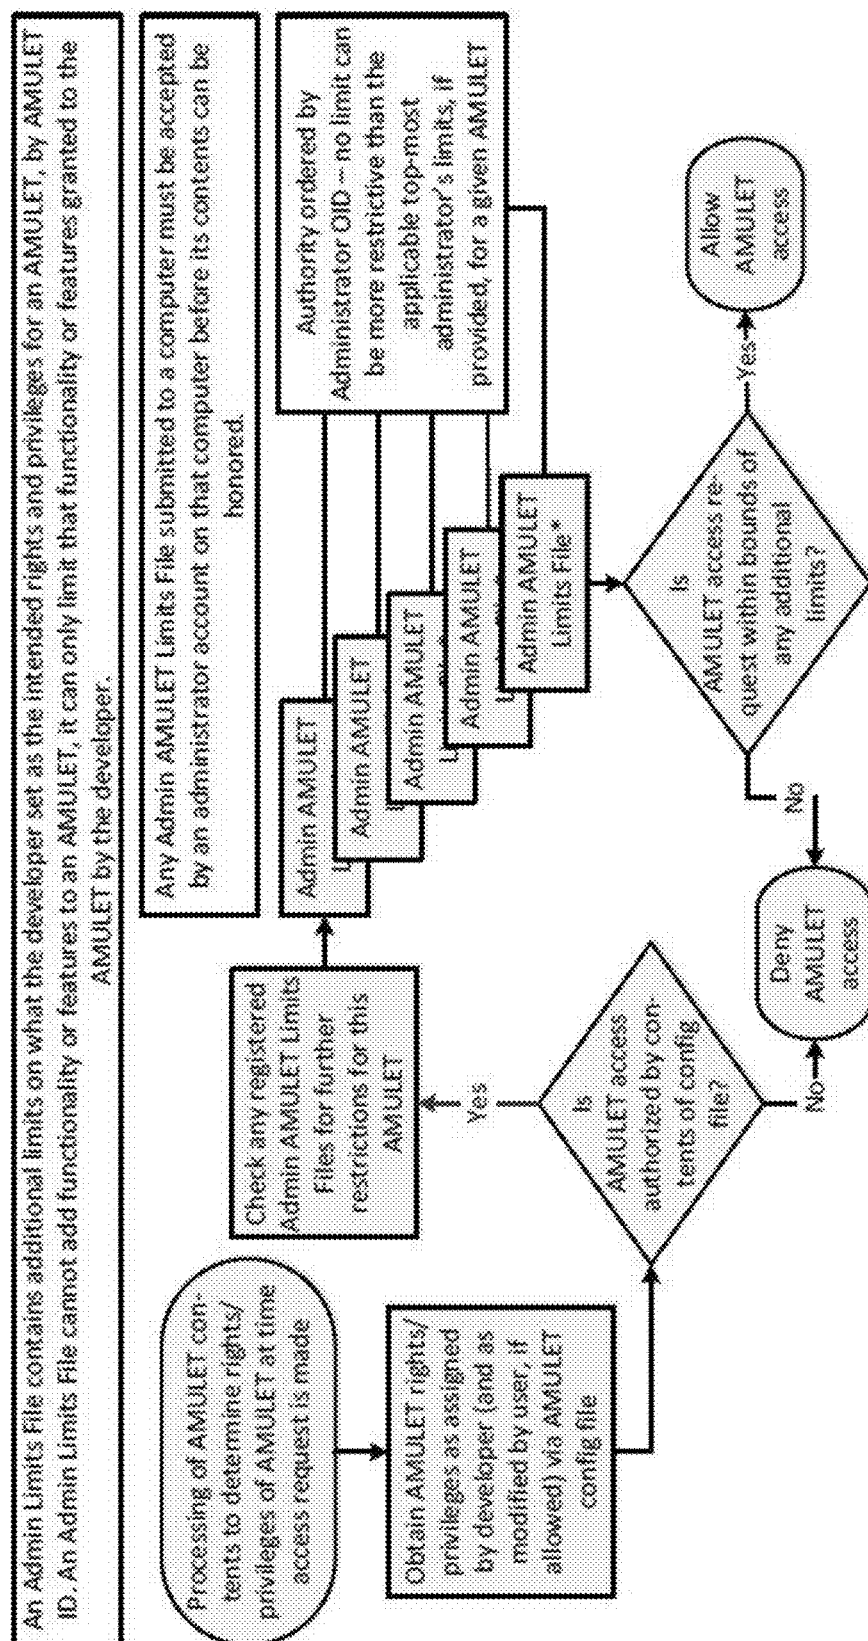 An Admin Limits File contains additional limits on what the developer set as the intended rights and privileges for an AMULET, by AMULET
ID. An Admin Limits File cannot add functionality or features to an AMULET, it can only limit that functionality or features granted to the
AMULET by the developer.
Any Admin AMULET Limits File submitted to a computer must be accepted
by an administrator account on that computer before its contents can be
honored.
Processing of AMULET con-
tents to determine rights/
privileges of AMULET at time
access request is made
Obtain AMULET rights/
privileges as assigned
by developer (and as
modified by user, if
allowed) via AMULET
config file
Is
AMULET access
authorized by con-
tents of config
file?
Yes
No
Check any registered
Admin AMULET Limits
Files for further
restrictions for this
AMULET
Admin AMULET
Admin AMULET
Admin AMULET
Admin AMULET
Admin AMULET
Limits File*
Authority ordered by
Administrator OID – no limit can
be more restrictive than the
applicable top-most
administrator's limits, if
provided, for a given AMULET
Is
AMULET access re-
quest within bounds of
any additional
limits?
No
Yes
Deny
AMULET
access
Allow
AMULET
access